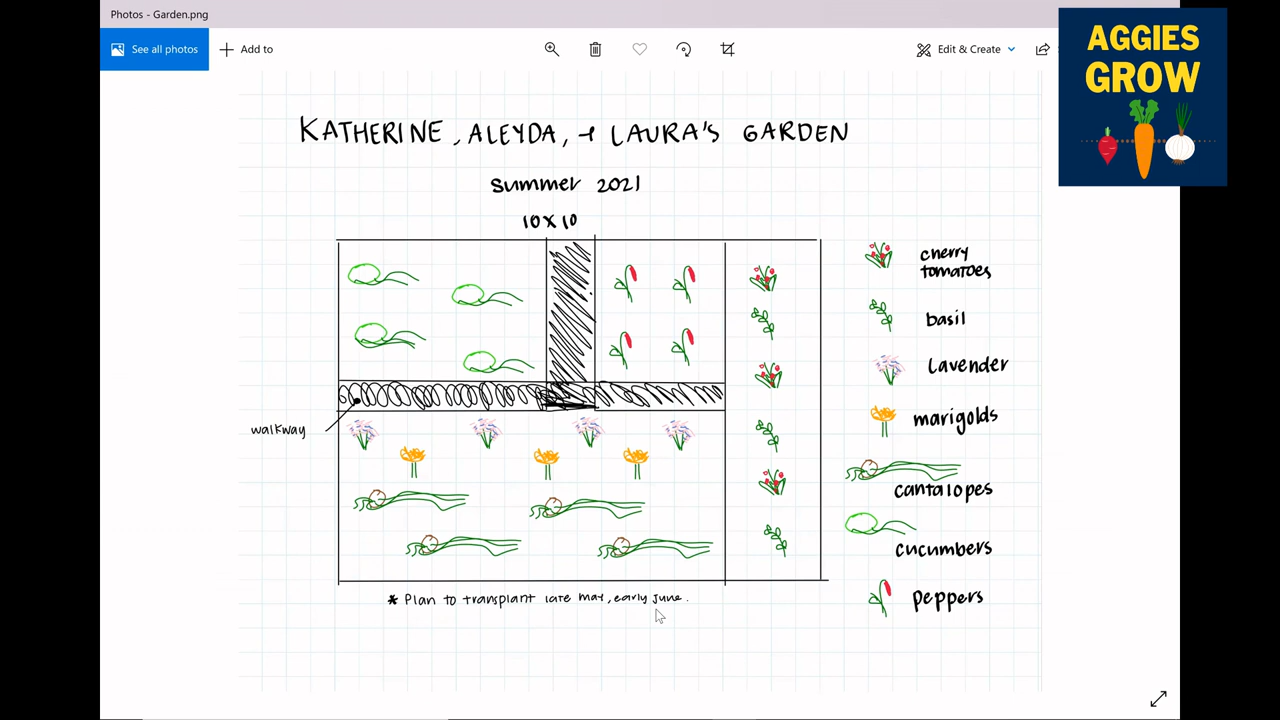 Photos - Garden.png
See all photos
Add to
Edit & Create
AGGIES
GROW
KATHERINE, ALEYDA, + LAURA'S GARDEN
Summer 2021
10x10
cherry
tomatoes
basil
lavender
marigolds
walkway
cantalopes
cucumbers
peppers
* Plan to transplant late may, early June.